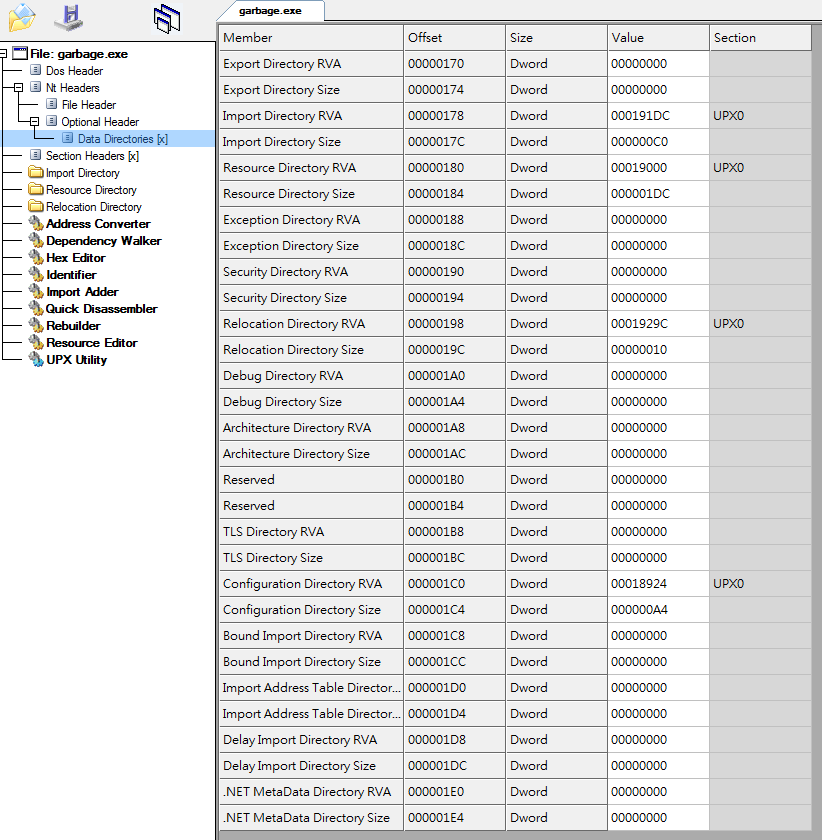 garbage.exe
File: garbage.exe
Dos Header
Nt Headers
File Header
Optional Header
Data Directories [x]
Section Headers [x]
Import Directory
Resource Directory
Relocation Directory
Address Converter
Dependency Walker
Hex Editor
Identifier
Import Adder
Quick Disassembler
Rebuilder
Resource Editor
UPX Utility
Member Offset Size Value Section
Export Directory RVA 00000170 Dword 00000000
Export Directory Size 00000174 Dword 00000000
Import Directory RVA 00000178 Dword 000191DC UPX0
Import Directory Size 0000017C Dword 000000C0
Resource Directory RVA 00000180 Dword 00019000 UPX0
Resource Directory Size 00000184 Dword 000001DC
Exception Directory RVA 00000188 Dword 00000000
Exception Directory Size 0000018C Dword 00000000
Security Directory RVA 00000190 Dword 00000000
Security Directory Size 00000194 Dword 00000000
Relocation Directory RVA 00000198 Dword 0001929C UPX0
Relocation Directory Size 0000019C Dword 00000010
Debug Directory RVA 000001A0 Dword 00000000
Debug Directory Size 000001A4 Dword 00000000
Architecture Directory RVA 000001A8 Dword 00000000
Architecture Directory Size 000001AC Dword 00000000
Reserved 000001B0 Dword 00000000
Reserved 000001B4 Dword 00000000
TLS Directory RVA 000001B8 Dword 00000000
TLS Directory Size 000001BC Dword 00000000
Configuration Directory RVA 000001C0 Dword 00018924 UPX0
Configuration Directory Size 000001C4 Dword 000000A4
Bound Import Directory RVA 000001C8 Dword 00000000
Bound Import Directory Size 000001CC Dword 00000000
Import Address Table Director... 000001D0 Dword 00000000
Import Address Table Director... 000001D4 Dword 00000000
Delay Import Directory RVA 000001D8 Dword 00000000
Delay Import Directory Size 000001DC Dword 00000000
.NET MetaData Directory RVA 000001E0 Dword 00000000
.NET MetaData Directory Size 000001E4 Dword 00000000